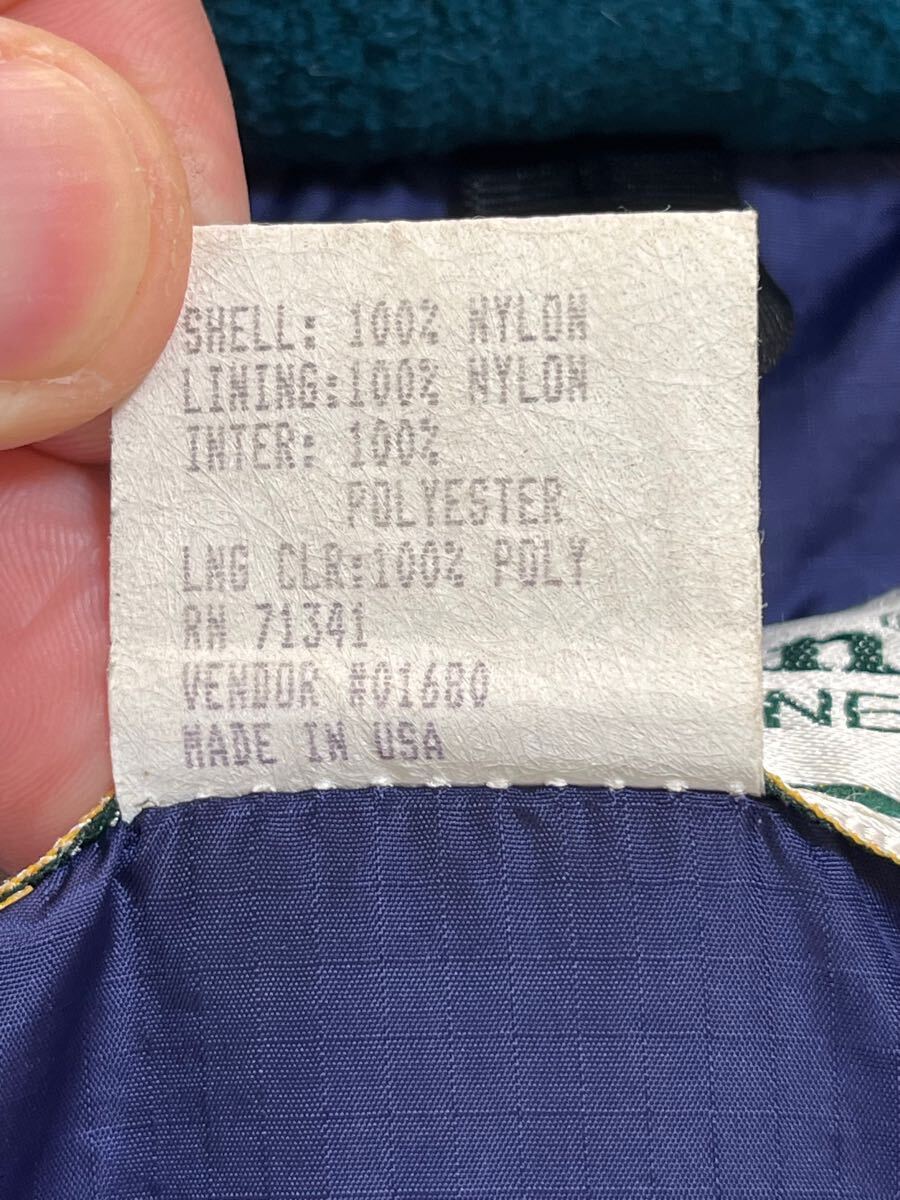 SHELL: 100% NYLON
LINING:100% NYLON
INTER: 100%
POLYESTER
LNG CLR:100% POLY
RN 71341
VENDOR #01680
MADE IN USA